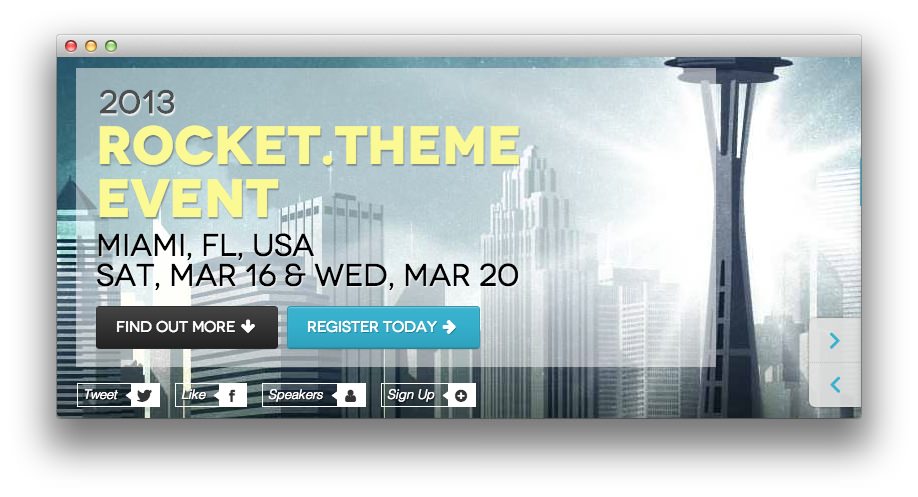 2013
ROCKET.THEME
EVENT
MIAMI, FL, USA
SAT, MAR 16 & WED, MAR 20
FIND OUT MORE
REGISTER TODAY
Tweet
Like
Speakers
Sign Up